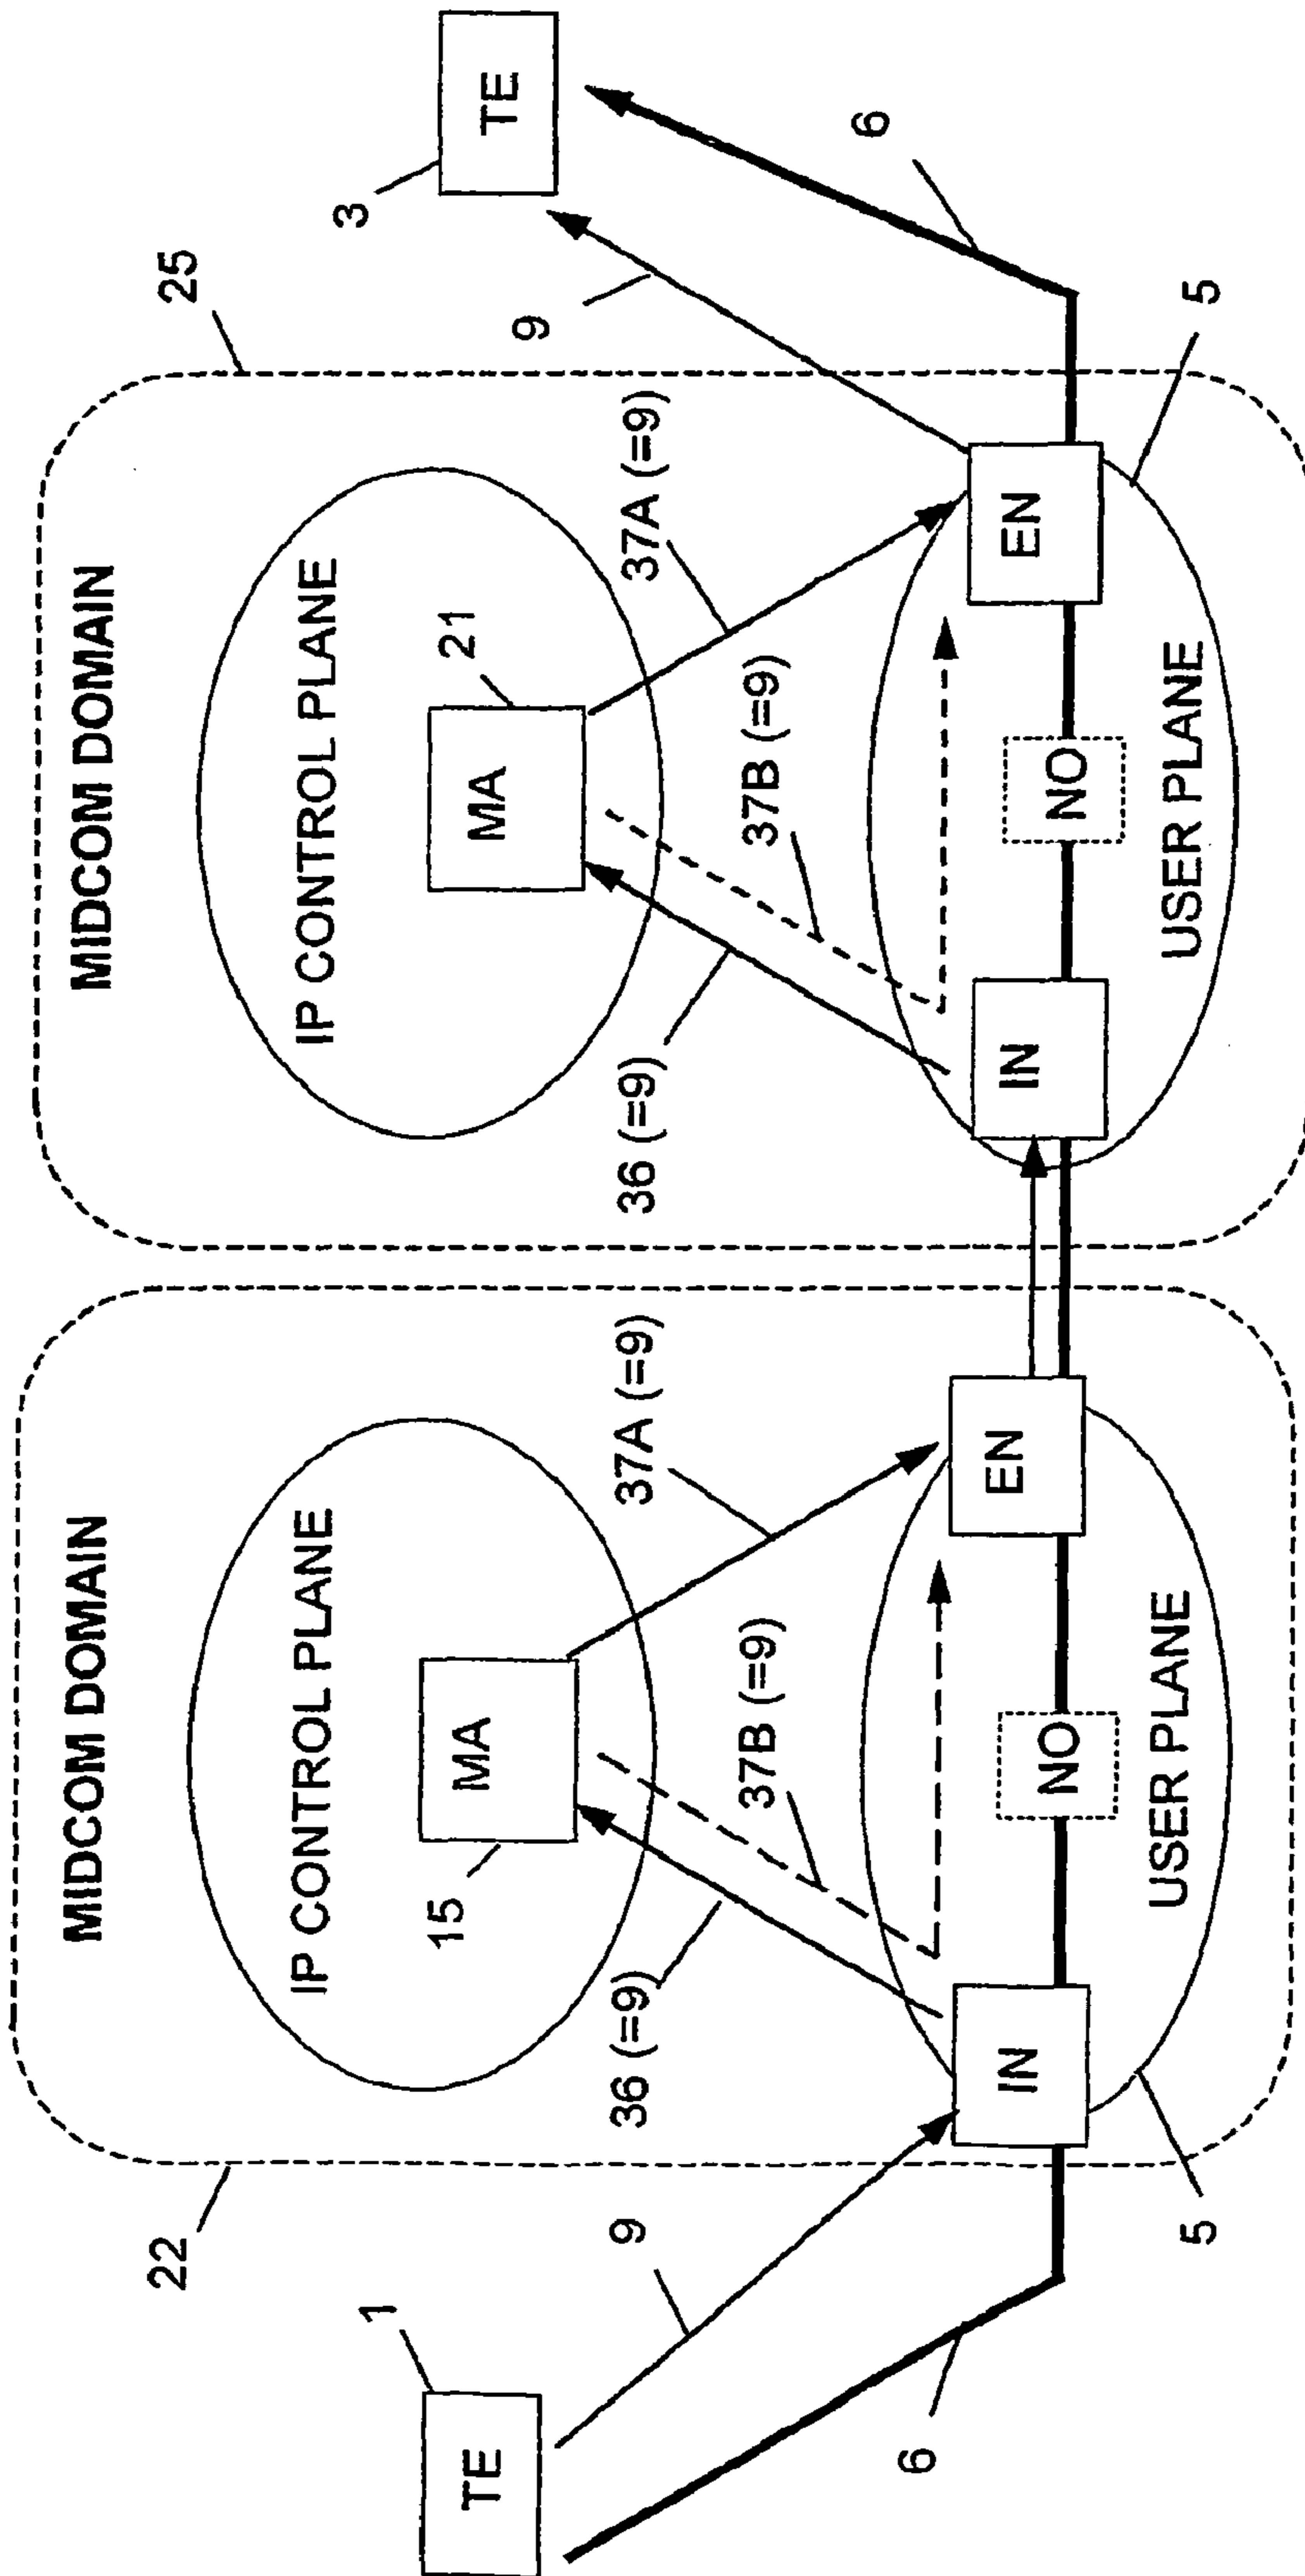 22
MIDCOM DOMAIN
IP CONTROL PLANE
MA
15
36 (=9)
37B (=9)
37A (=9)
1
TE
9
6
IN
NO
EN
USER PLANE
5
25
MIDCOM DOMAIN
IP CONTROL PLANE
MA
21
36 (=9)
37B (=9)
37A (=9)
IN
NO
EN
USER PLANE
5
3
TE
9
6